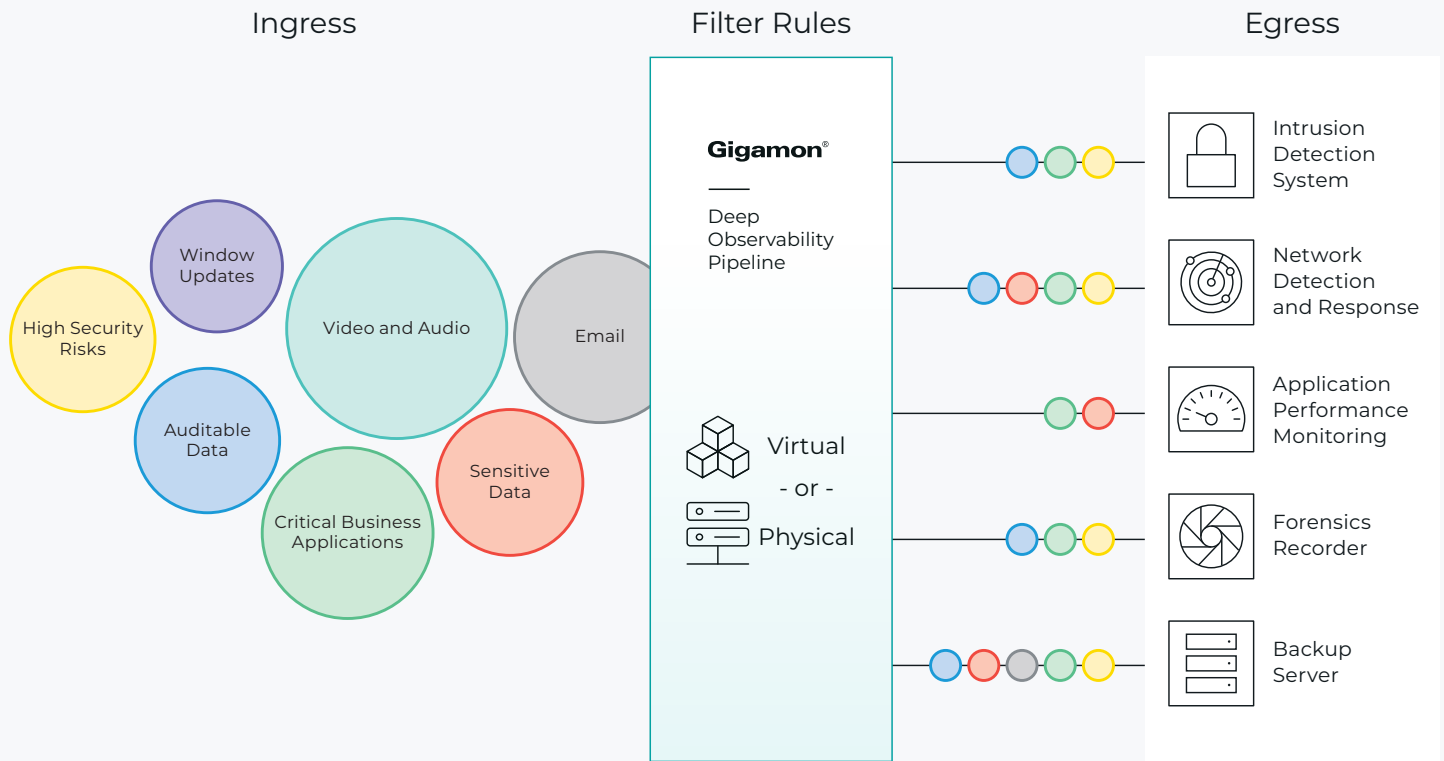 Ingress
Filter Rules
Egress
High Security
Risks
Window
Updates
Video and Audio
Email
Auditable
Data
Critical Business
Applications
Sensitive
Data
Gigamon®
Deep
Observability
Pipeline
Virtual
- or -
Physical
Intrusion
Detection
System
Network
Detection
and Response
Application
Performance
Monitoring
Forensics
Recorder
Backup
Server